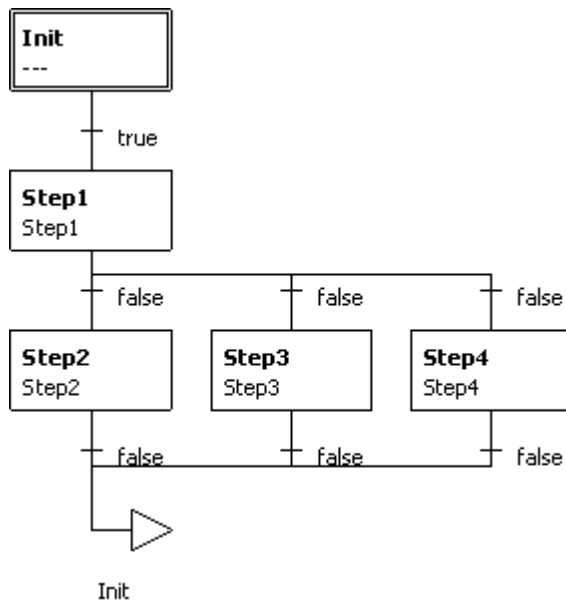 Init
---
true
Step1
Step1
false
false
false
Step2
Step2
Step3
Step3
Step4
Step4
false
false
false
Init